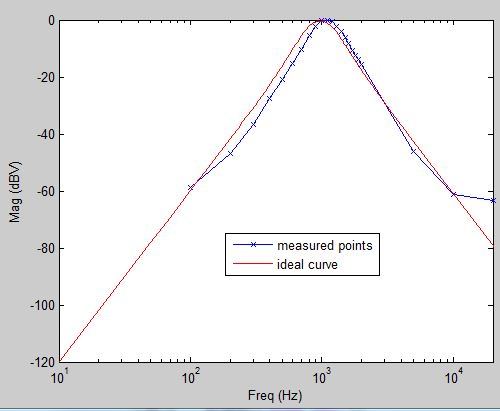 0
-20
-40
-60
-80
-100
-120
Mag (dBV)
measured points
ideal curve
10^1
10^2
10^3
10^4
Freq (Hz)